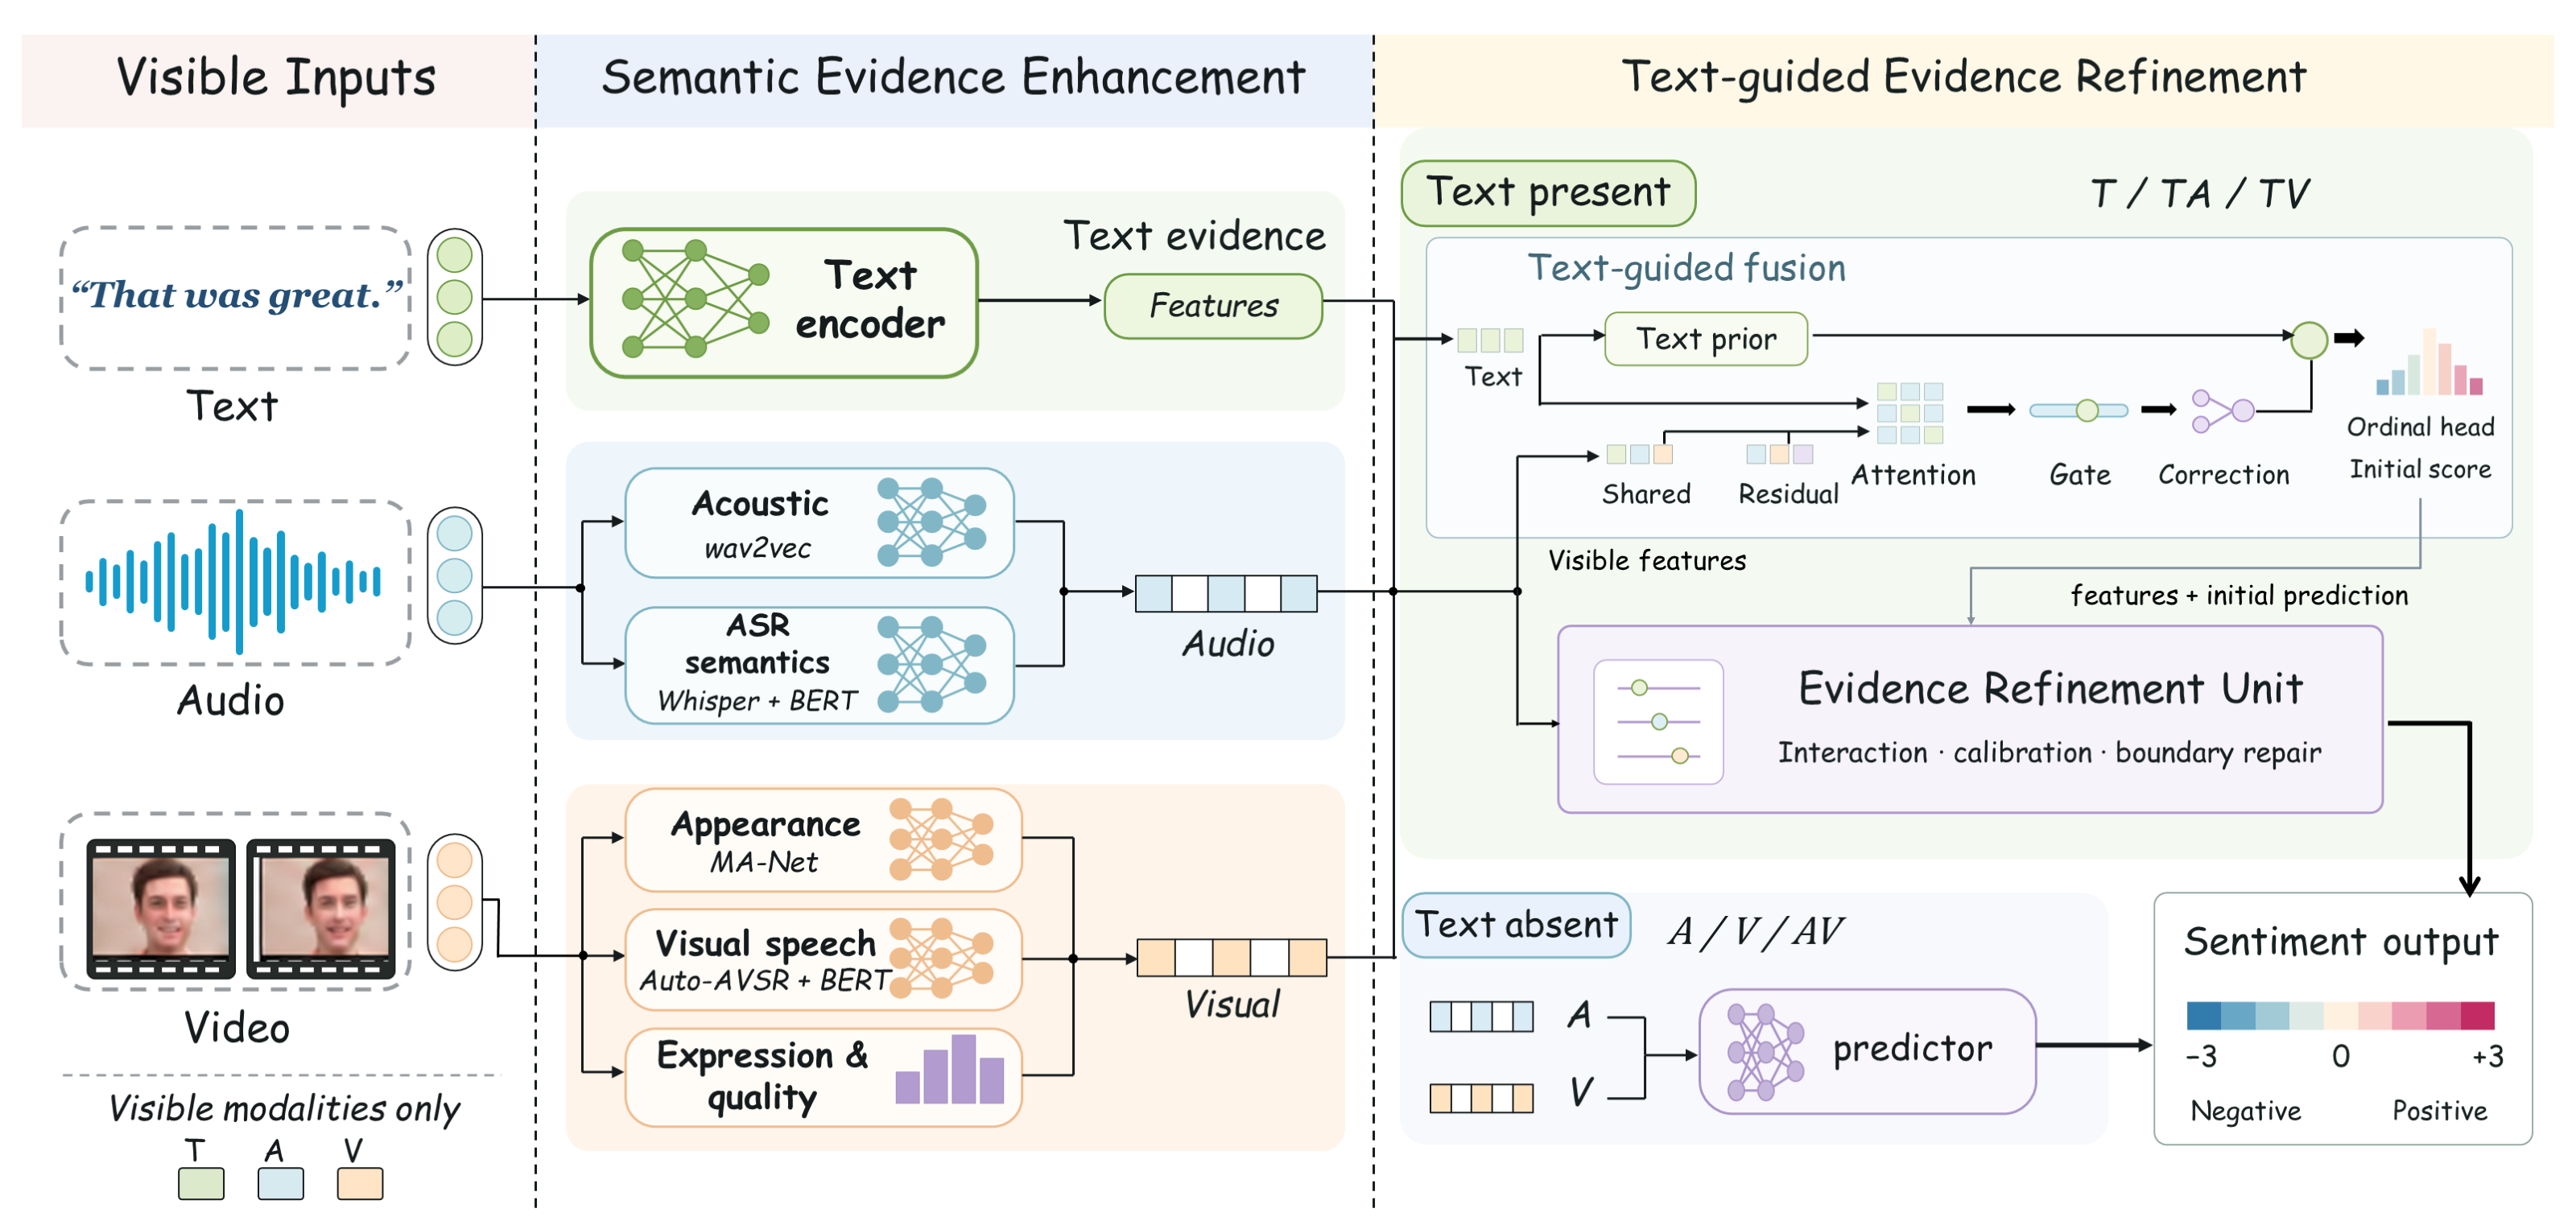 Visible Inputs
Semantic Evidence Enhancement
Text-guided Evidence Refinement
“That was great.”
Text
Audio
Video
Visible modalities only
T A V
Text
encoder
Text evidence
Features
Acoustic
wav2vec
ASR
semantics
Whisper + BERT
Audio
Appearance
MA-Net
Visual speech
Auto-AVSR + BERT
Expression &
quality
Visual
Text present
T / TA / TV
Text-guided fusion
Text
Text prior
Shared
Residual
Attention
Gate
Correction
Ordinal head
Initial score
Visible features
features + initial prediction
Evidence Refinement Unit
Interaction · calibration · boundary repair
Text absent
A / V / AV
A
V
predictor
Sentiment output
−3 0 +3
Negative Positive